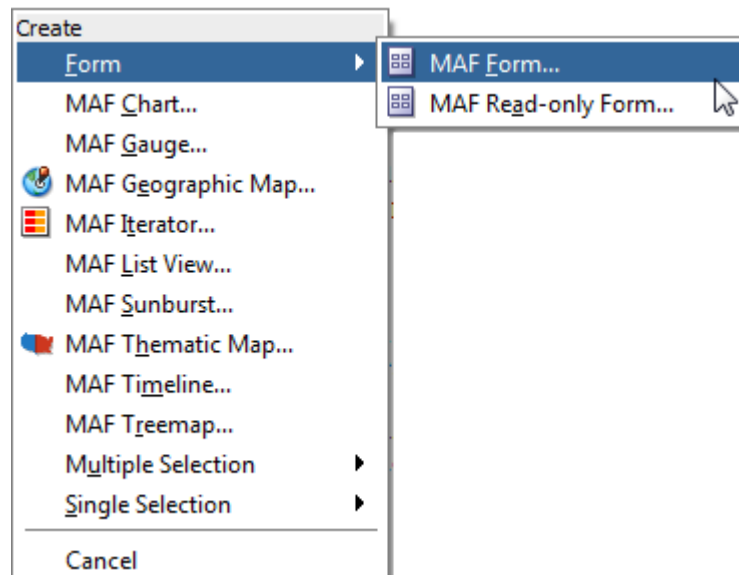 Create
Form
MAF Form...
MAF Read-only Form...
MAF Chart...
MAF Gauge...
MAF Geographic Map...
MAF Iterator...
MAF List View...
MAF Sunburst...
MAF Thematic Map...
MAF Timeline...
MAF Treemap...
Multiple Selection
Single Selection
Cancel